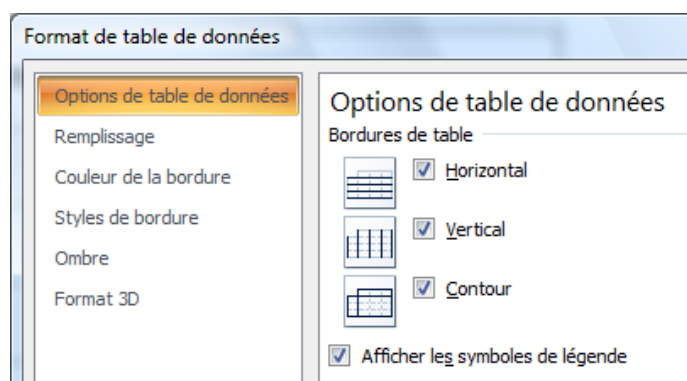 Format de table de données
Options de table de données
Remplissage
Couleur de la bordure
Styles de bordure
Ombre
Format 3D
Options de table de données
Bordures de table
Horizontal
Vertical
Contour
Afficher les symboles de légende